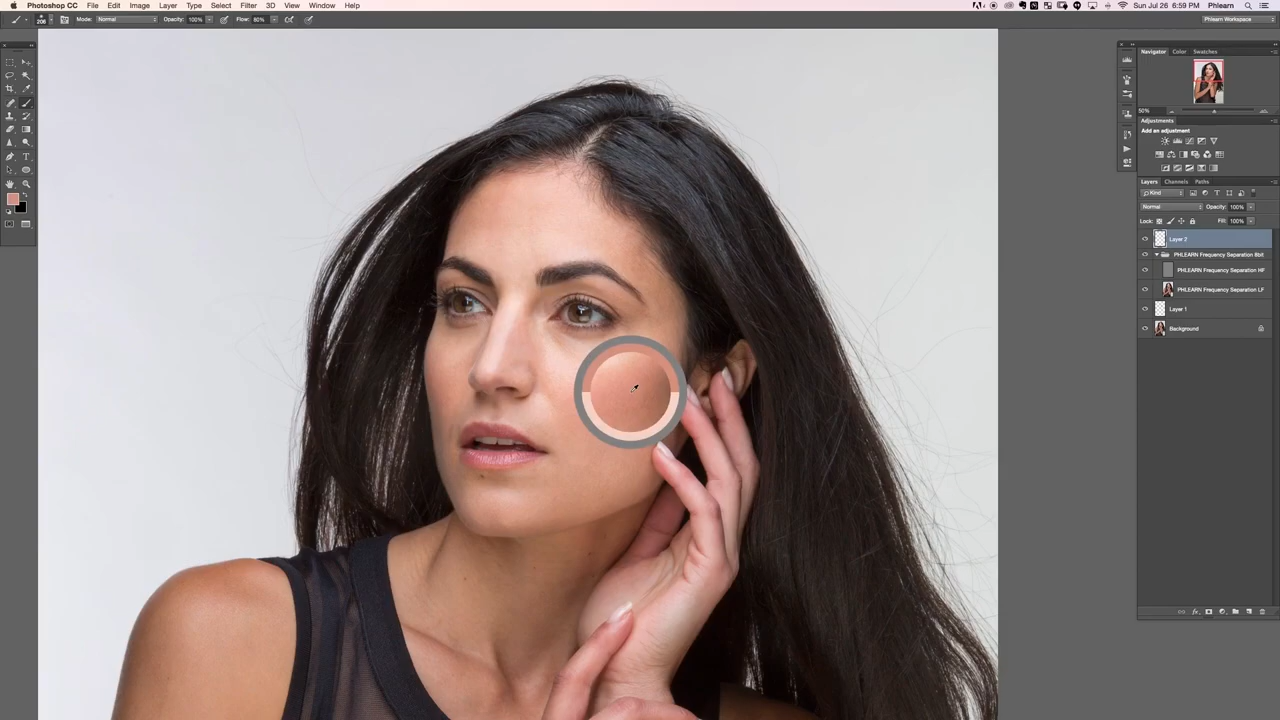 Photoshop CC File Edit Image Layer Type Select Filter 3D View Window Help Sun Jul 26 6:59 PM Phlearn
206 Mode: Normal Opacity: 100% Flow: 80% Phlearn Workspace
Navigator Color Swatches
50%
Adjustments
Add an adjustment
Layers Channels Paths
Kind
Normal Opacity: 100%
Lock: Fill: 100%
Layer 2
PHLEARN Frequency Separation 8bit
PHLEARN Frequency Separation HF
PHLEARN Frequency Separation LF
Layer 1
Background